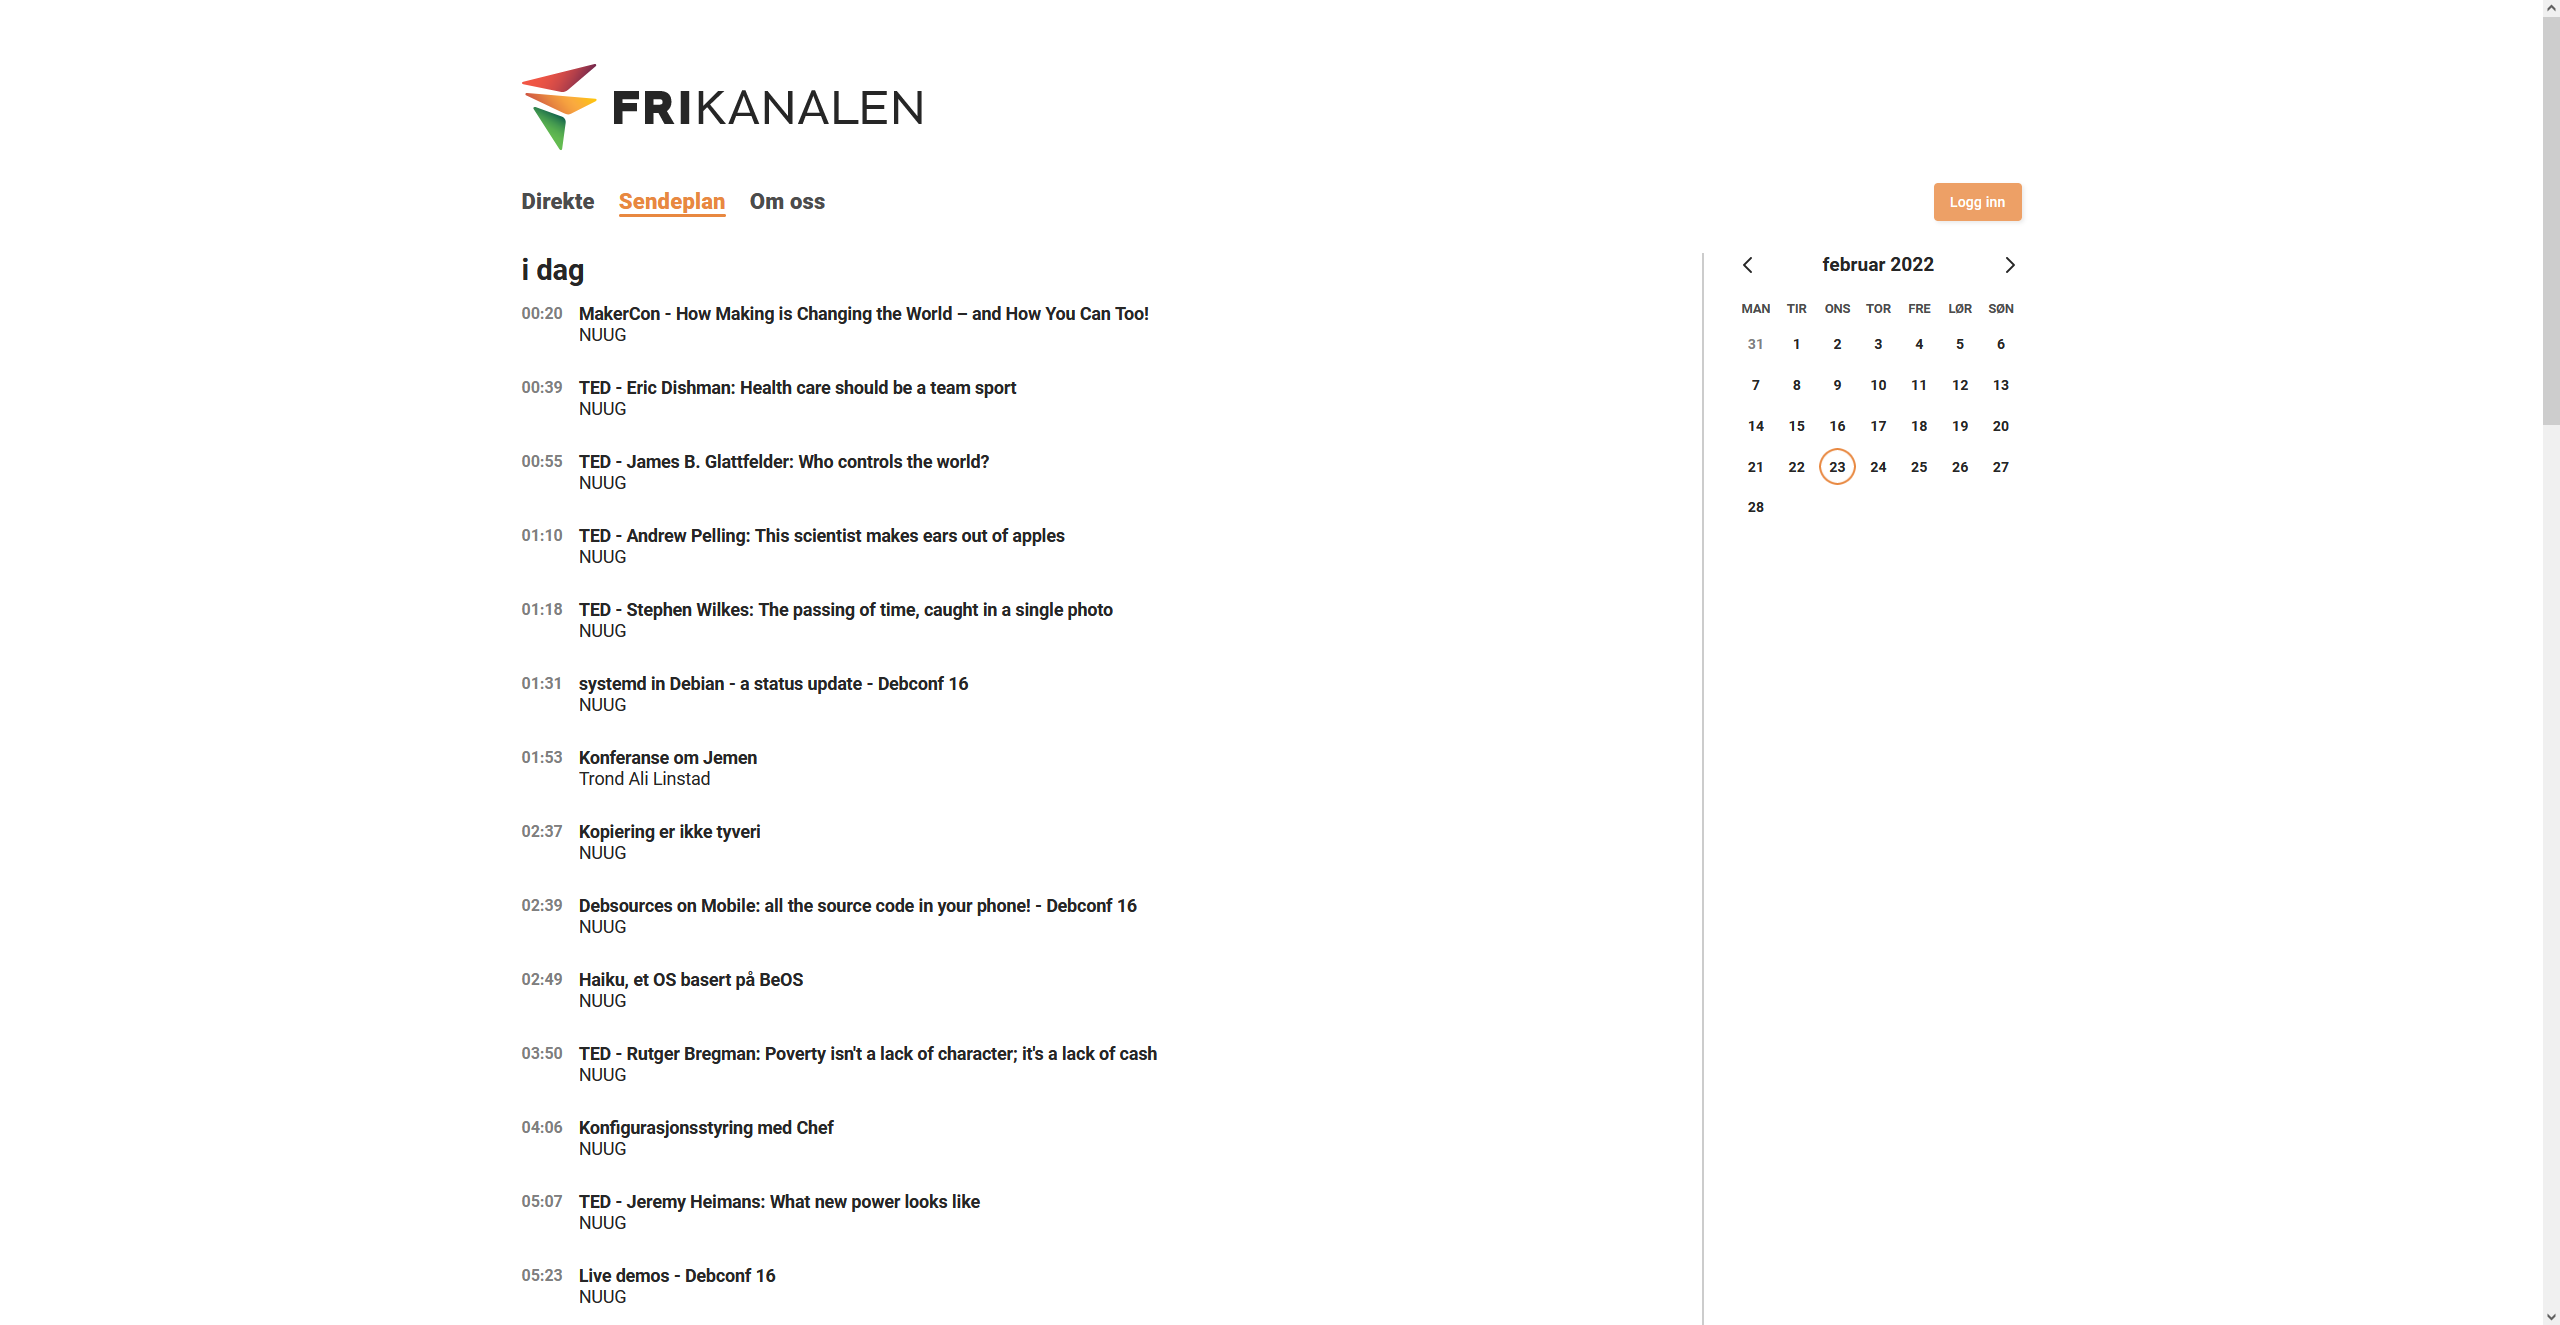 FRIKANALEN
Direkte Sendeplan Om oss
Logg inn
i dag
00:20 MakerCon - How Making is Changing the World – and How You Can Too!
NUUG
00:39 TED - Eric Dishman: Health care should be a team sport
NUUG
00:55 TED - James B. Glattfelder: Who controls the world?
NUUG
01:10 TED - Andrew Pelling: This scientist makes ears out of apples
NUUG
01:18 TED - Stephen Wilkes: The passing of time, caught in a single photo
NUUG
01:31 systemd in Debian - a status update - Debconf 16
NUUG
01:53 Konferanse om Jemen
Trond Ali Linstad
02:37 Kopiering er ikke tyveri
NUUG
02:39 Debsources on Mobile: all the source code in your phone! - Debconf 16
NUUG
02:49 Haiku, et OS basert på BeOS
NUUG
03:50 TED - Rutger Bregman: Poverty isn't a lack of character; it's a lack of cash
NUUG
04:06 Konfigurasjonsstyring med Chef
NUUG
05:07 TED - Jeremy Heimans: What new power looks like
NUUG
05:23 Live demos - Debconf 16
NUUG
februar 2022
MAN TIR ONS TOR FRE LØR SØN
31 1 2 3 4 5 6
7 8 9 10 11 12 13
14 15 16 17 18 19 20
21 22 23 24 25 26 27
28